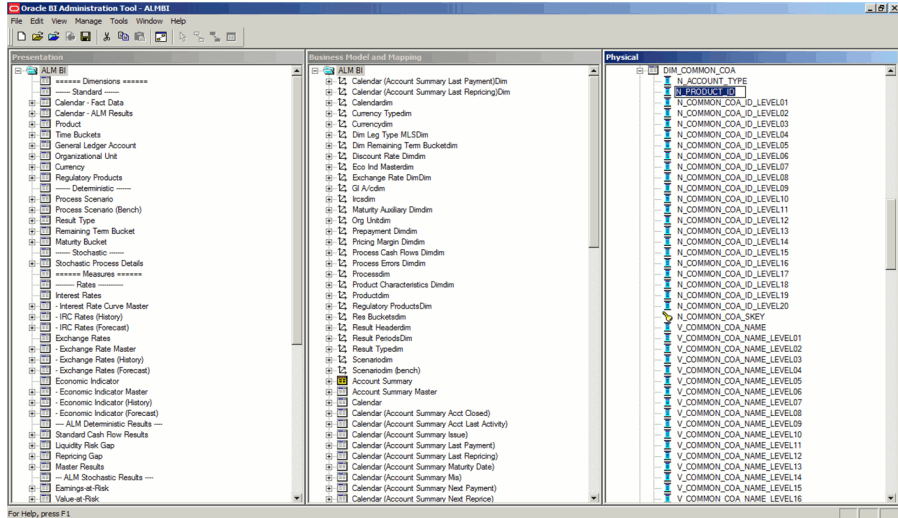 Oracle BI Administration Tool - ALMBI
File Edit View Manage Tools Window Help
Presentation
ALM BI
====== Dimensions ======
------ Standard ------
Calendar - Fact Data
Calendar - ALM Results
Product
Time Buckets
General Ledger Account
Organizational Unit
Currency
Regulatory Products
------ Deterministic ------
Process Scenario
Process Scenario (Bench)
Result Type
Remaining Term Bucket
Maturity Bucket
------ Stochastic ------
Stochastic Process Details
====== Measures ======
--------- Rates -----------
Interest Rates
- Interest Rate Curve Master
- IRC Rates (History)
- IRC Rates (Forecast)
Exchange Rates
- Exchange Rate Master
- Exchange Rates (History)
- Exchange Rates (Forecast)
Economic Indicator
- Economic Indicator Master
- Economic Indicator (History)
- Economic Indicator (Forecast)
---- ALM Deterministic Results ----
Standard Cash Flow Results
Liquidity Risk Gap
Repricing Gap
Master Results
--- ALM Stochastic Results ----
Earnings-at-Risk
Value-at-Risk
Business Model and Mapping
ALM BI
Calendar (Account Summary Last Payment)Dim
Calendar (Account Summary Last Repricing)Dim
Calendardim
Currency Typedim
Currencydim
Dim Leg Type MLSDim
Dim Remaining Term Bucketdim
Discount Rate Dimdim
Eco Ind Masterdim
Exchange Rate DimDim
Gl A/cdim
Ircsdim
Maturity Auxiliary Dimdim
Org Unitdim
Prepayment Dimdim
Pricing Margin Dimdim
Process Cash Flows Dimdim
Process Errors Dimdim
Processdim
Product Characteristics Dimdim
Productdim
Regulatory ProductsDim
Res Bucketsdim
Result Headerdim
Result PeriodsDim
Result Typedim
Scenariodim
Scenariodim (bench)
Account Summary
Account Summary Master
Calendar
Calendar (Account Summary Acct Closed)
Calendar (Account Summary Acct Last Activity)
Calendar (Account Summary Issue)
Calendar (Account Summary Last Payment)
Calendar (Account Summary Last Repricing)
Calendar (Account Summary Maturity Date)
Calendar (Account Summary Mis)
Calendar (Account Summary Next Payment)
Calendar (Account Summary Next Reprice)
Physical
DIM_COMMON_COA
N_ACCOUNT_TYPE
N_PRODUCT_ID
N_COMMON_COA_ID_LEVEL01
N_COMMON_COA_ID_LEVEL02
N_COMMON_COA_ID_LEVEL03
N_COMMON_COA_ID_LEVEL04
N_COMMON_COA_ID_LEVEL05
N_COMMON_COA_ID_LEVEL06
N_COMMON_COA_ID_LEVEL07
N_COMMON_COA_ID_LEVEL08
N_COMMON_COA_ID_LEVEL09
N_COMMON_COA_ID_LEVEL10
N_COMMON_COA_ID_LEVEL11
N_COMMON_COA_ID_LEVEL12
N_COMMON_COA_ID_LEVEL13
N_COMMON_COA_ID_LEVEL14
N_COMMON_COA_ID_LEVEL15
N_COMMON_COA_ID_LEVEL16
N_COMMON_COA_ID_LEVEL17
N_COMMON_COA_ID_LEVEL18
N_COMMON_COA_ID_LEVEL19
N_COMMON_COA_ID_LEVEL20
N_COMMON_COA_SKEY
V_COMMON_COA_NAME
V_COMMON_COA_NAME_LEVEL01
V_COMMON_COA_NAME_LEVEL02
V_COMMON_COA_NAME_LEVEL03
V_COMMON_COA_NAME_LEVEL04
V_COMMON_COA_NAME_LEVEL05
V_COMMON_COA_NAME_LEVEL06
V_COMMON_COA_NAME_LEVEL07
V_COMMON_COA_NAME_LEVEL08
V_COMMON_COA_NAME_LEVEL09
V_COMMON_COA_NAME_LEVEL10
V_COMMON_COA_NAME_LEVEL11
V_COMMON_COA_NAME_LEVEL12
V_COMMON_COA_NAME_LEVEL13
V_COMMON_COA_NAME_LEVEL14
V_COMMON_COA_NAME_LEVEL15
V_COMMON_COA_NAME_LEVEL16
For Help, press F1